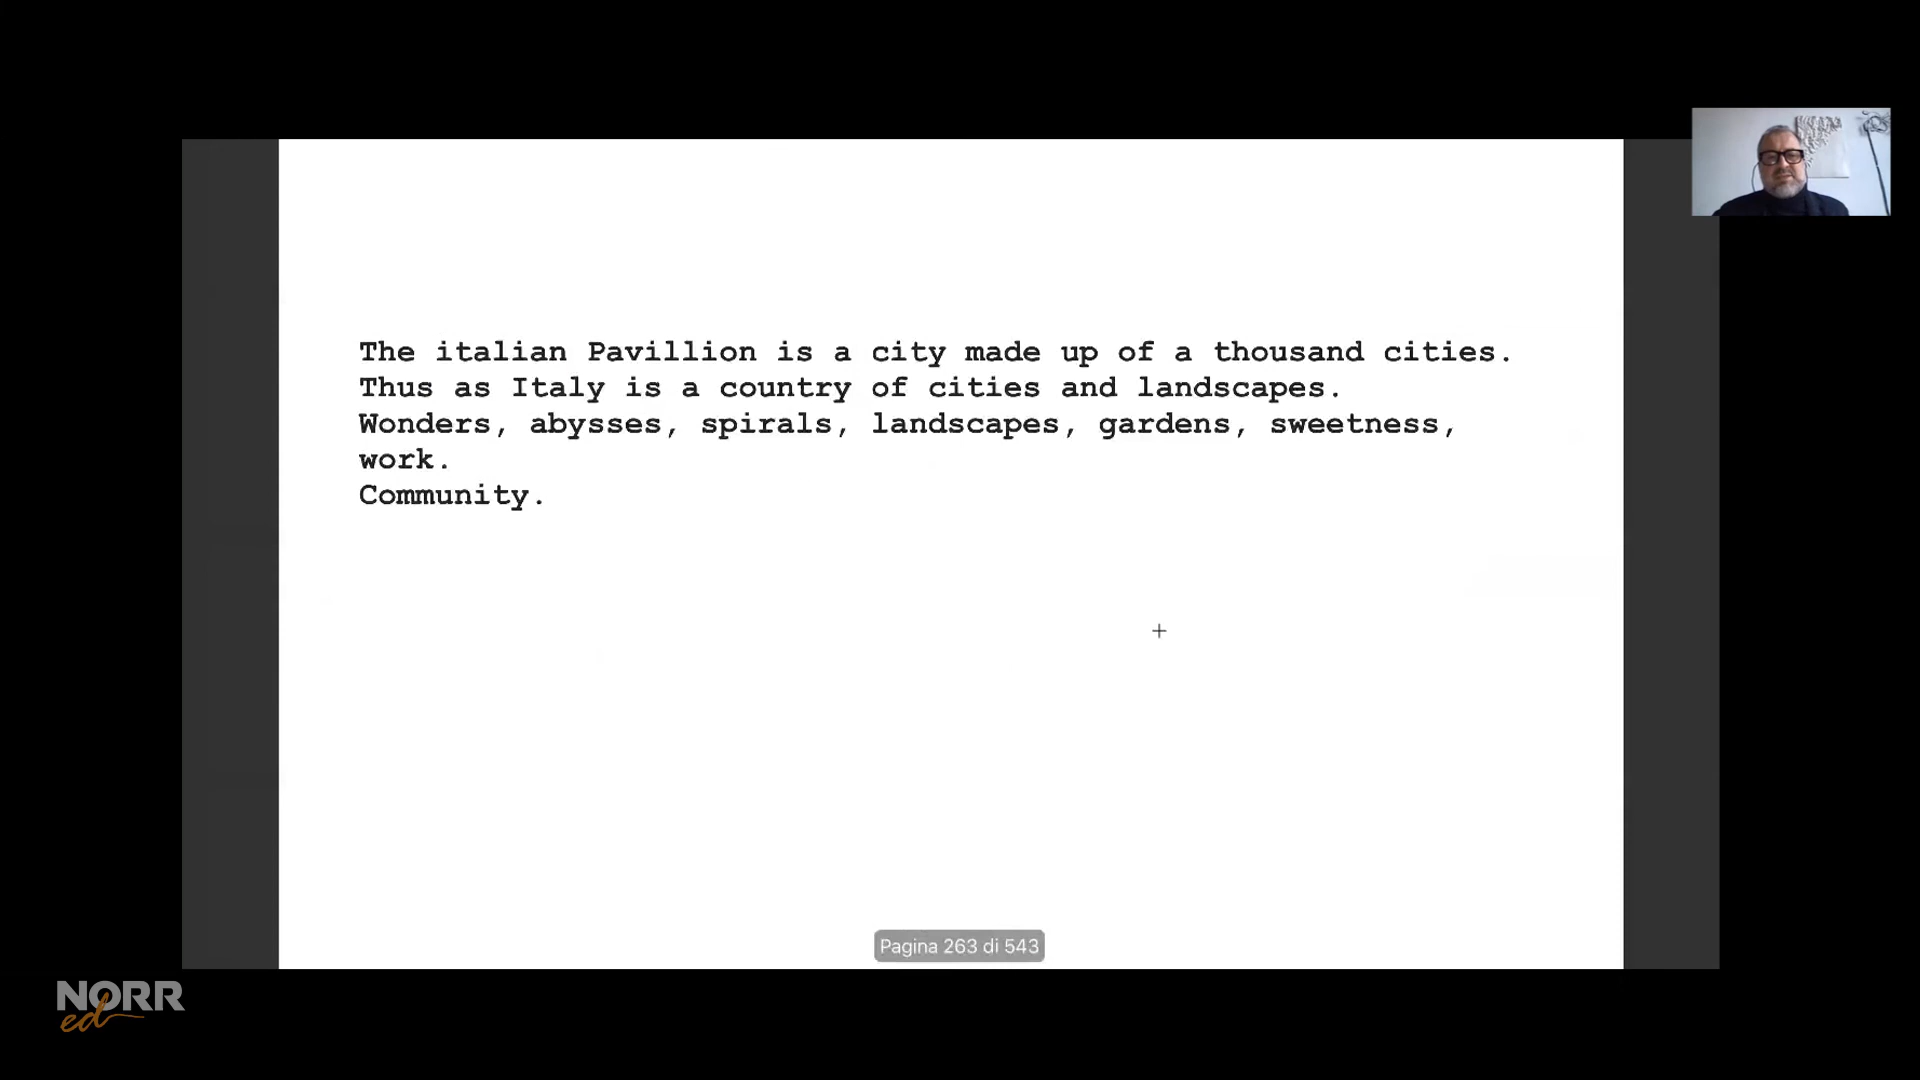 The italian Pavillion is a city made up of a thousand cities.
Thus as Italy is a country of cities and landscapes.
Wonders, abysses, spirals, landscapes, gardens, sweetness,
work.
Community.
Pagina 263 di 543
NORR
ed